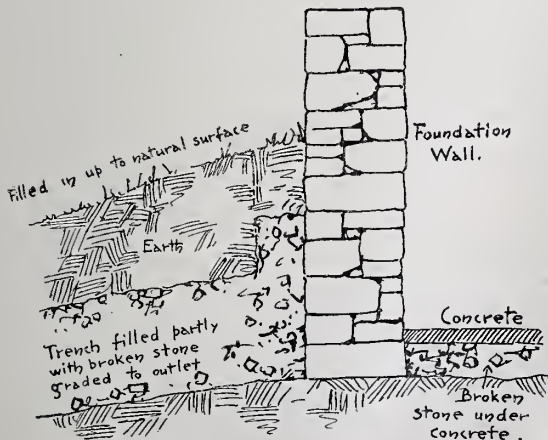 Filled in up to natural surface
Foundation
Wall.
Earth
Trench filled partly
with broken stone
graded to outlet
Concrete
Broken
stone under
concrete.